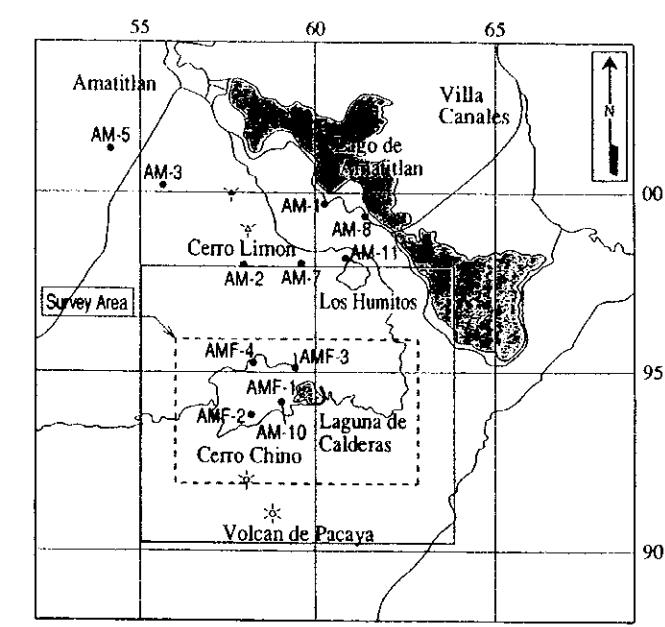 55
60
65
Amatitlan
Villa
Canales
N
AM-5
Lago de
Amatitlan
AM-3
00
AM-1
AM-8
Cerro Limon
AM-11
AM-2
AM-7
Los Humitos
Survey Area
AMF-4
AMF-3
95
AMF-1
AMF-2
Laguna de
Calderas
AM-10
Cerro Chino
Volcan de Pacaya
90